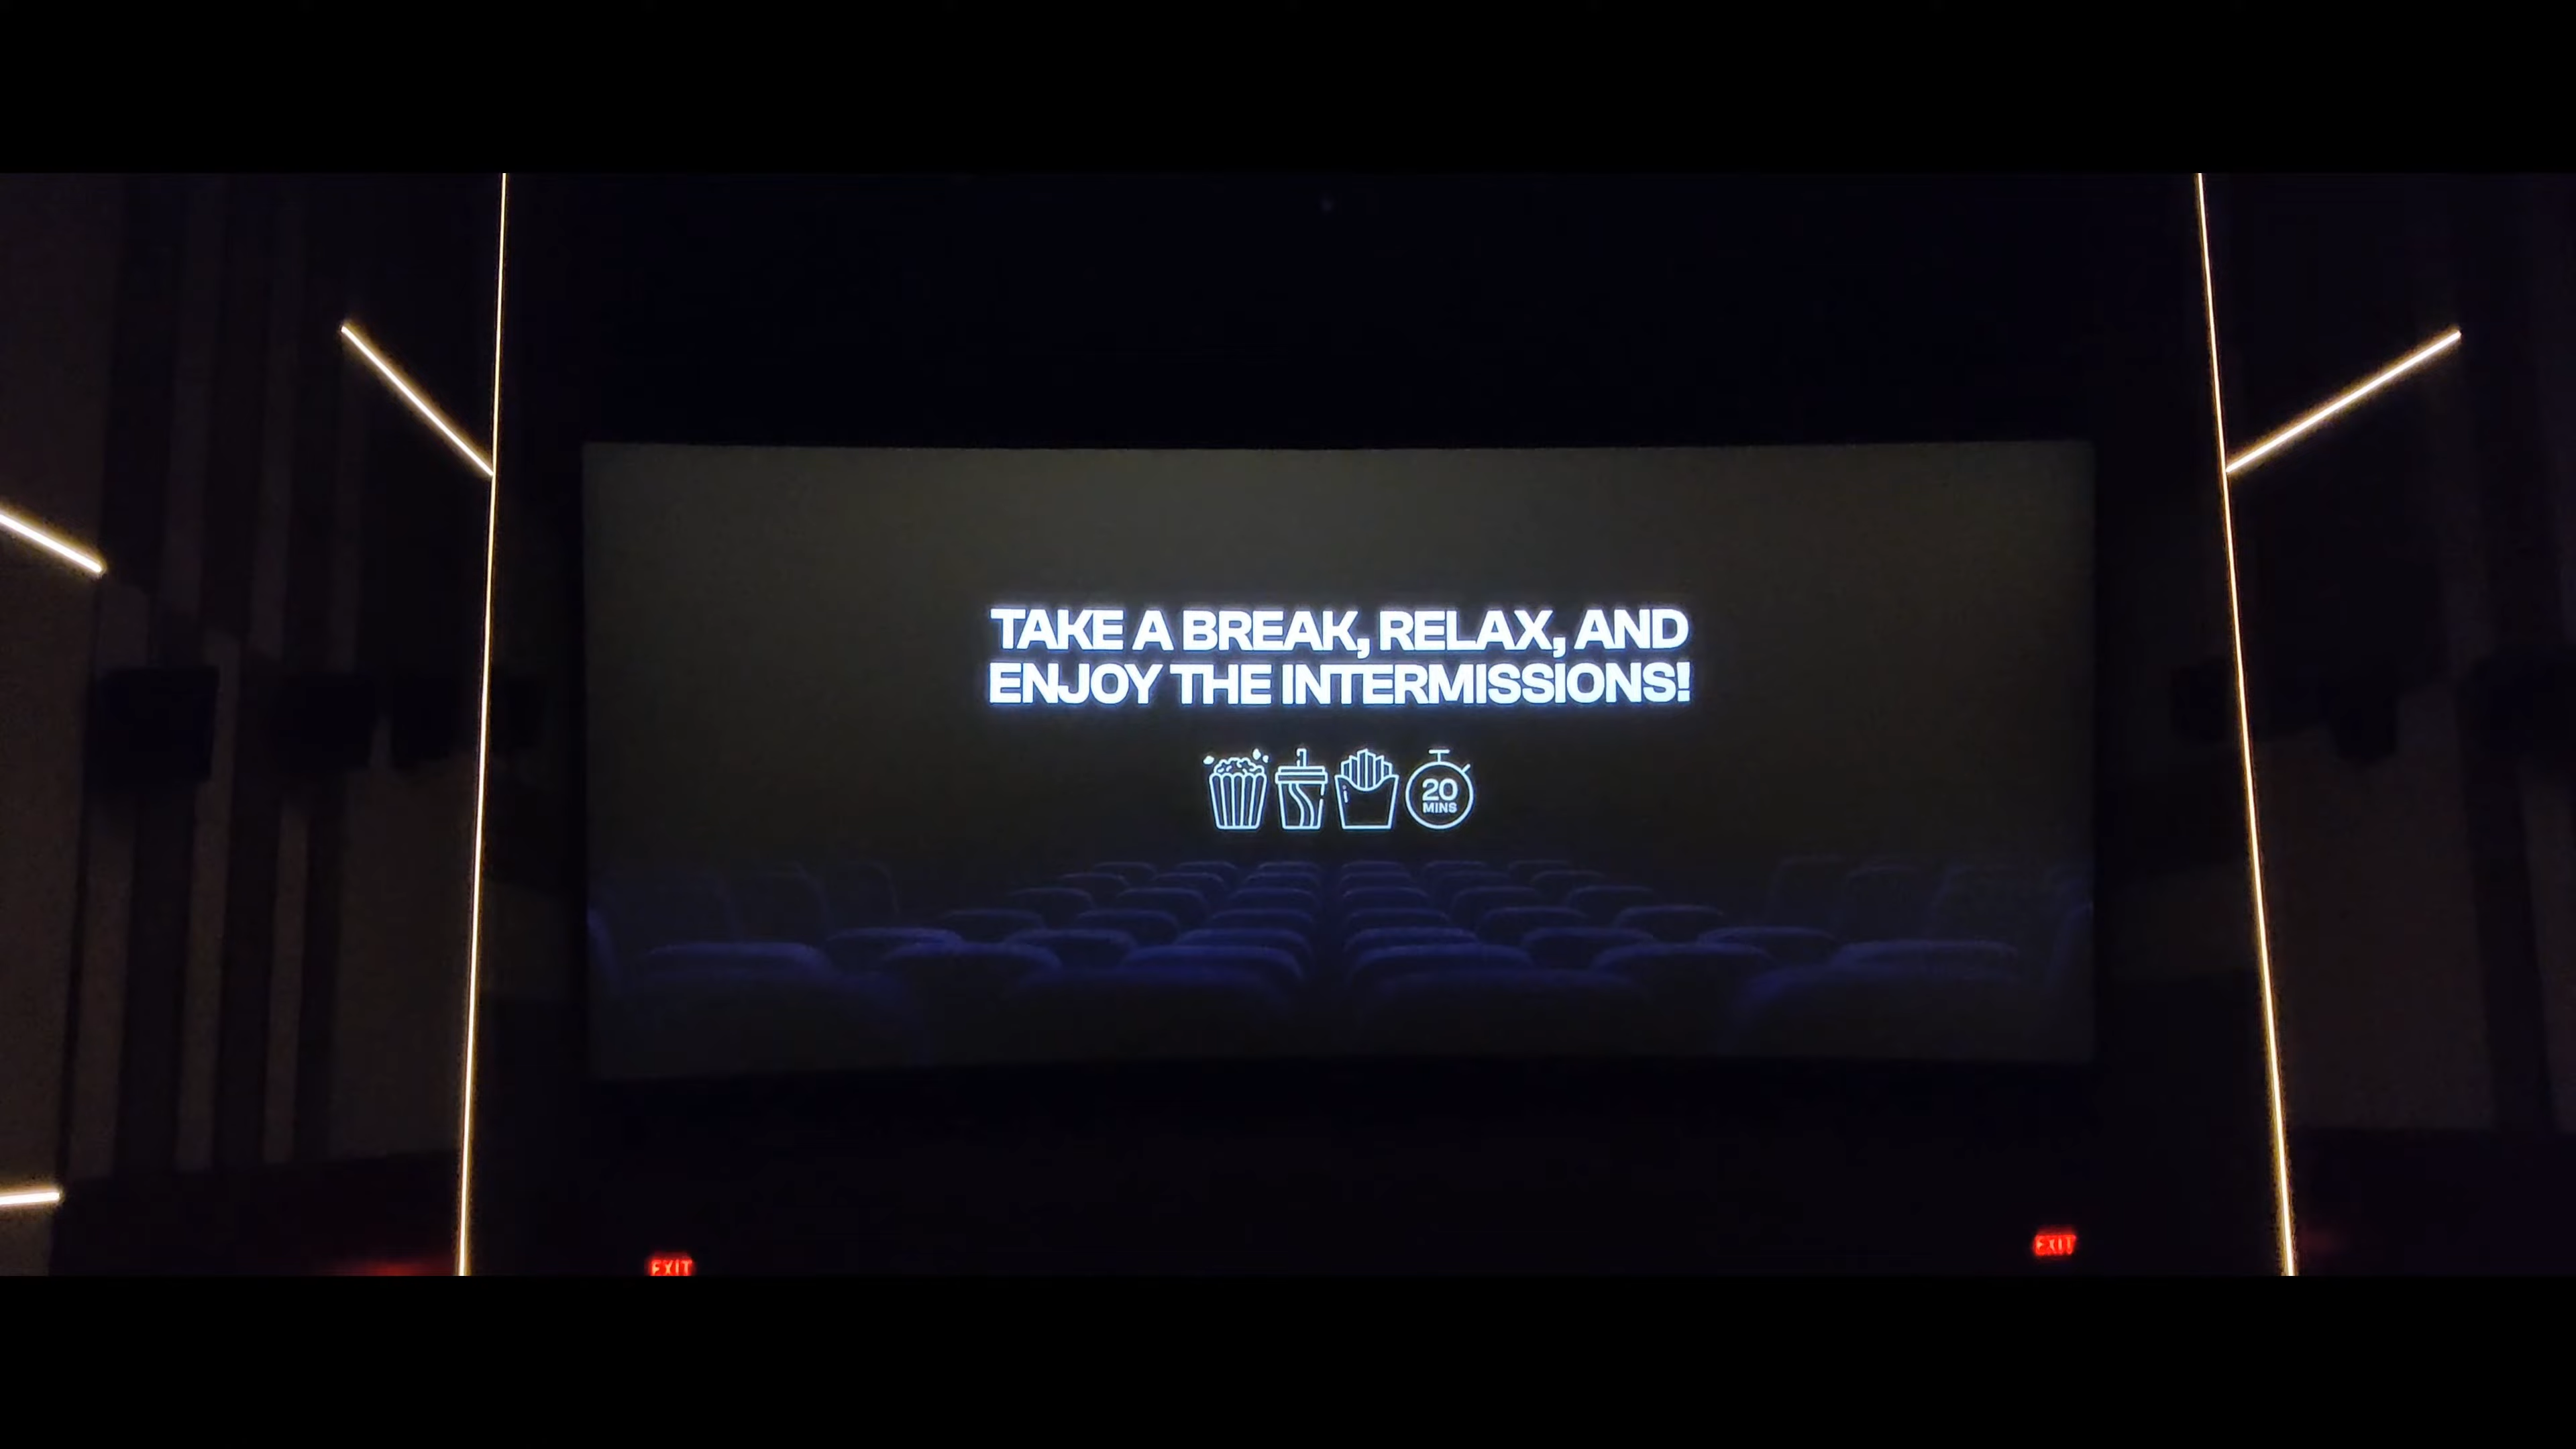 TAKE A BREAK, RELAX, AND
ENJOY THE INTERMISSIONS!
20
MINS
EXIT
EXIT